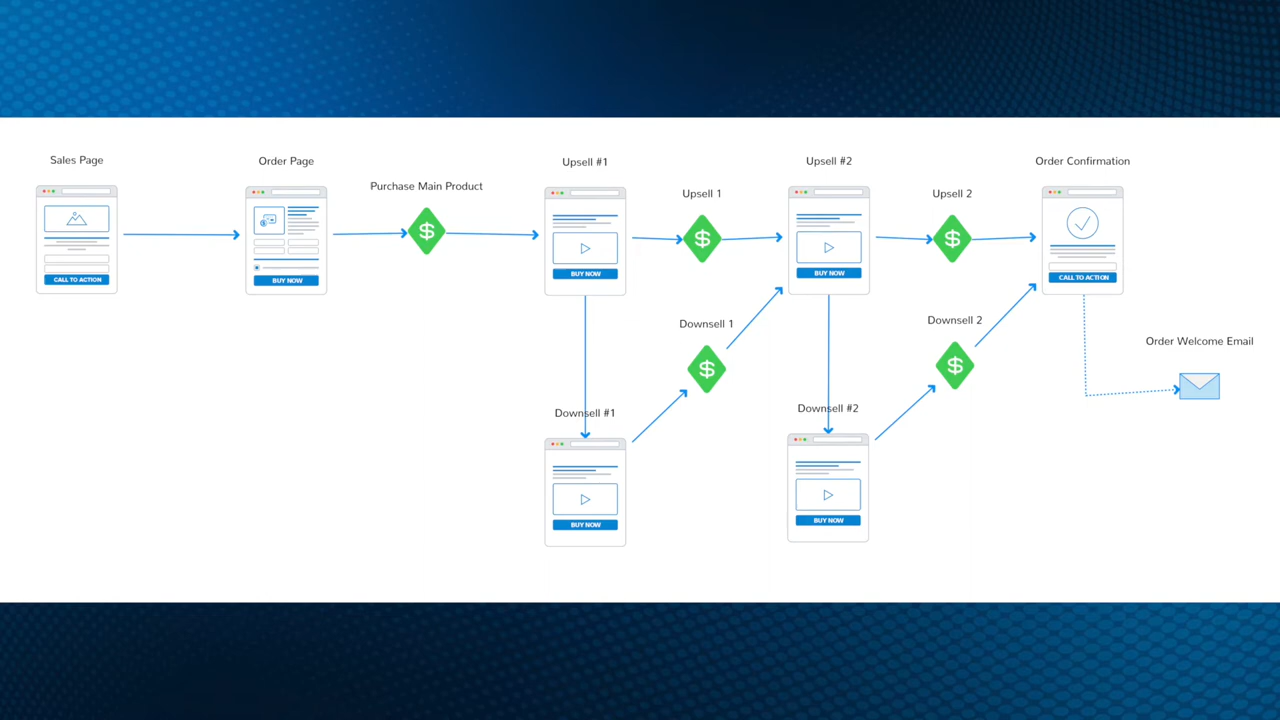 Sales Page
Order Page
Purchase Main Product
Upsell #1
Upsell 1
Upsell #2
Upsell 2
Order Confirmation
CALL TO ACTION
BUY NOW
$
BUY NOW
$
BUY NOW
$
CALL TO ACTION
Downsell 1
$
Downsell 2
$
Order Welcome Email
Downsell #1
BUY NOW
Downsell #2
BUY NOW